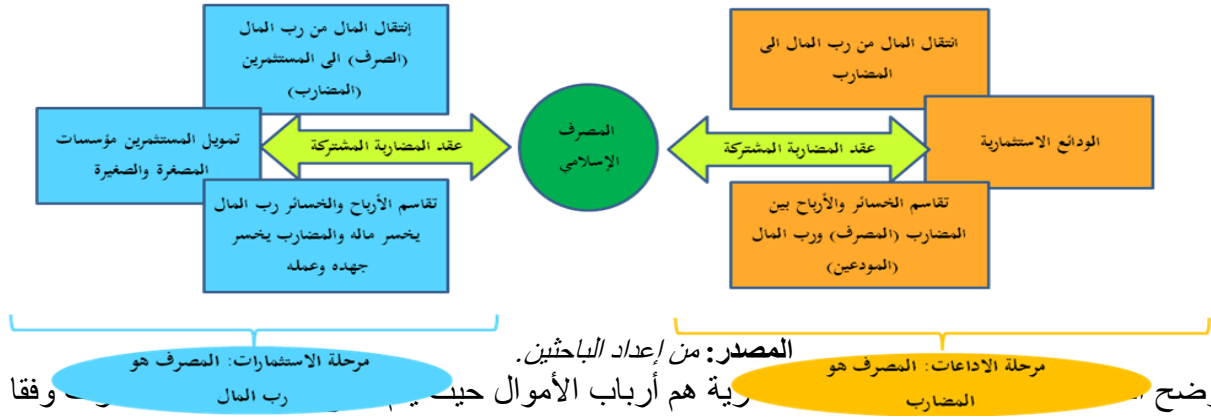 انتقال المال من رب المال الى
المضارب
الودائع الاستثمارية
عقد المضاربة المشتركة
تقاسم الخسائر والأرباح بين
المضارب (المصرف) ورب المال
(المودعين)
المصرف
الإسلامي
إنتقال المال من رب المال
(الصرف) الى المستثمرين
(المضارب)
عقد المضاربة المشتركة
تمويل المستثمرين مؤسسات
المصغرة والصغيرة
تقاسم الأرباح والخسائر رب المال
يخسر ماله والمضارب يخسر
جهده وعمله
المصدر: من إعداد الباحثين.
مرحلة الاداعات: المصرف هو
المضارب
مرحلة الاستثمارات: المصرف هو
رب المال
هم أرباب الأموال وفقا